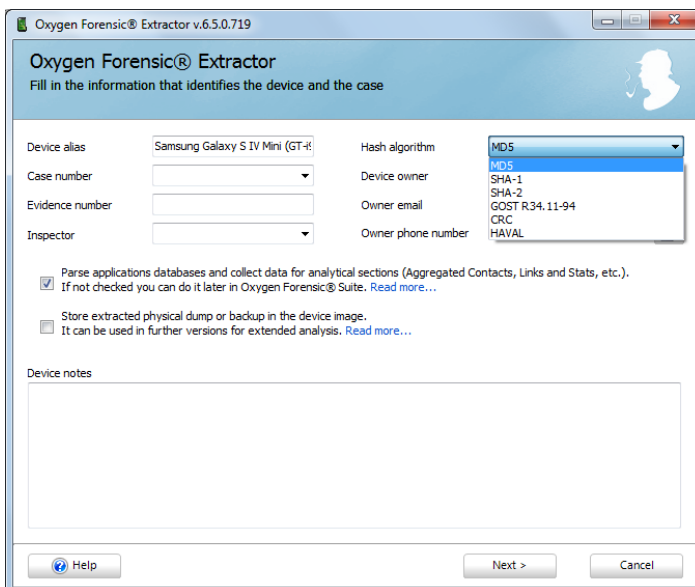 Oxygen Forensic® Extractor v.6.5.0.719
Oxygen Forensic® Extractor
Fill in the information that identifies the device and the case
Device alias
Samsung Galaxy S IV Mini (GT-i9
Hash algorithm
MD5
MD5
SHA-1
SHA-2
GOST R34.11-94
CRC
HAVAL
Case number
Device owner
Evidence number
Owner email
Inspector
Owner phone number
Parse applications databases and collect data for analytical sections (Aggregated Contacts, Links and Stats, etc.).
If not checked you can do it later in Oxygen Forensic® Suite. Read more...
Store extracted physical dump or backup in the device image.
It can be used in further versions for extended analysis. Read more...
Device notes
Help
Next >
Cancel